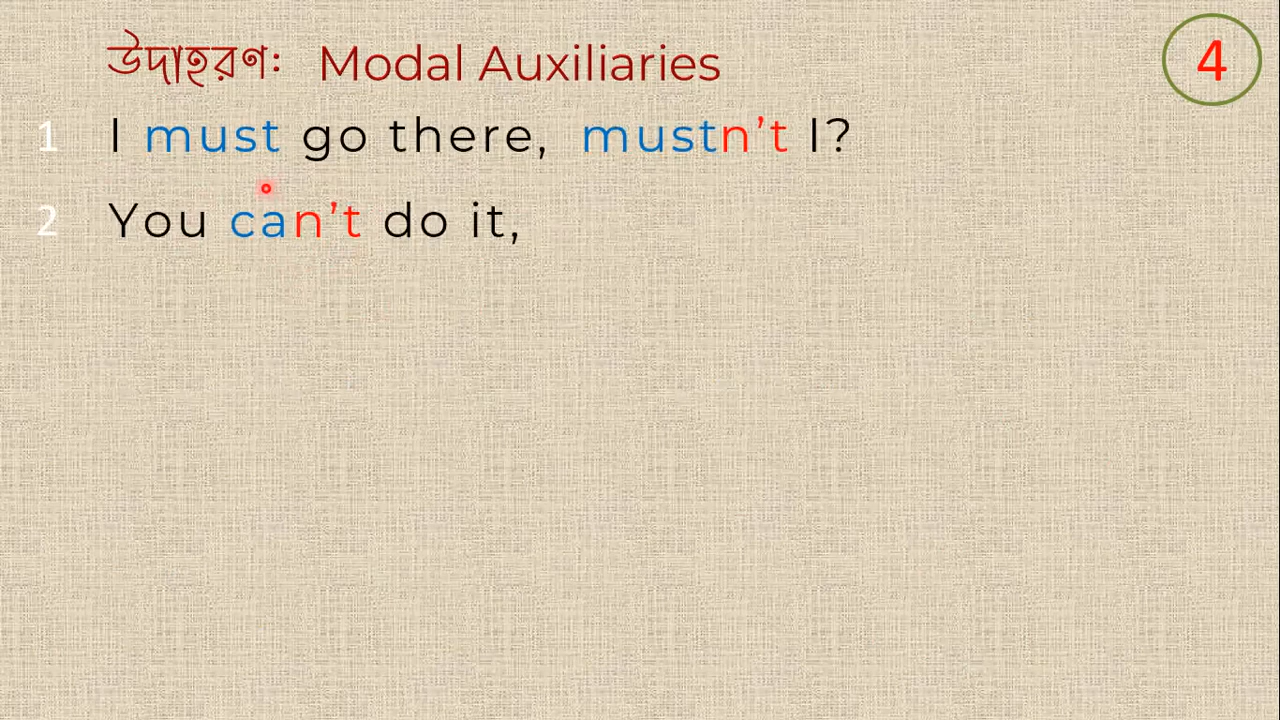 উদাহরণঃ Modal Auxiliaries
4
1 I must go there, mustn’t I?
2 You can’t do it,